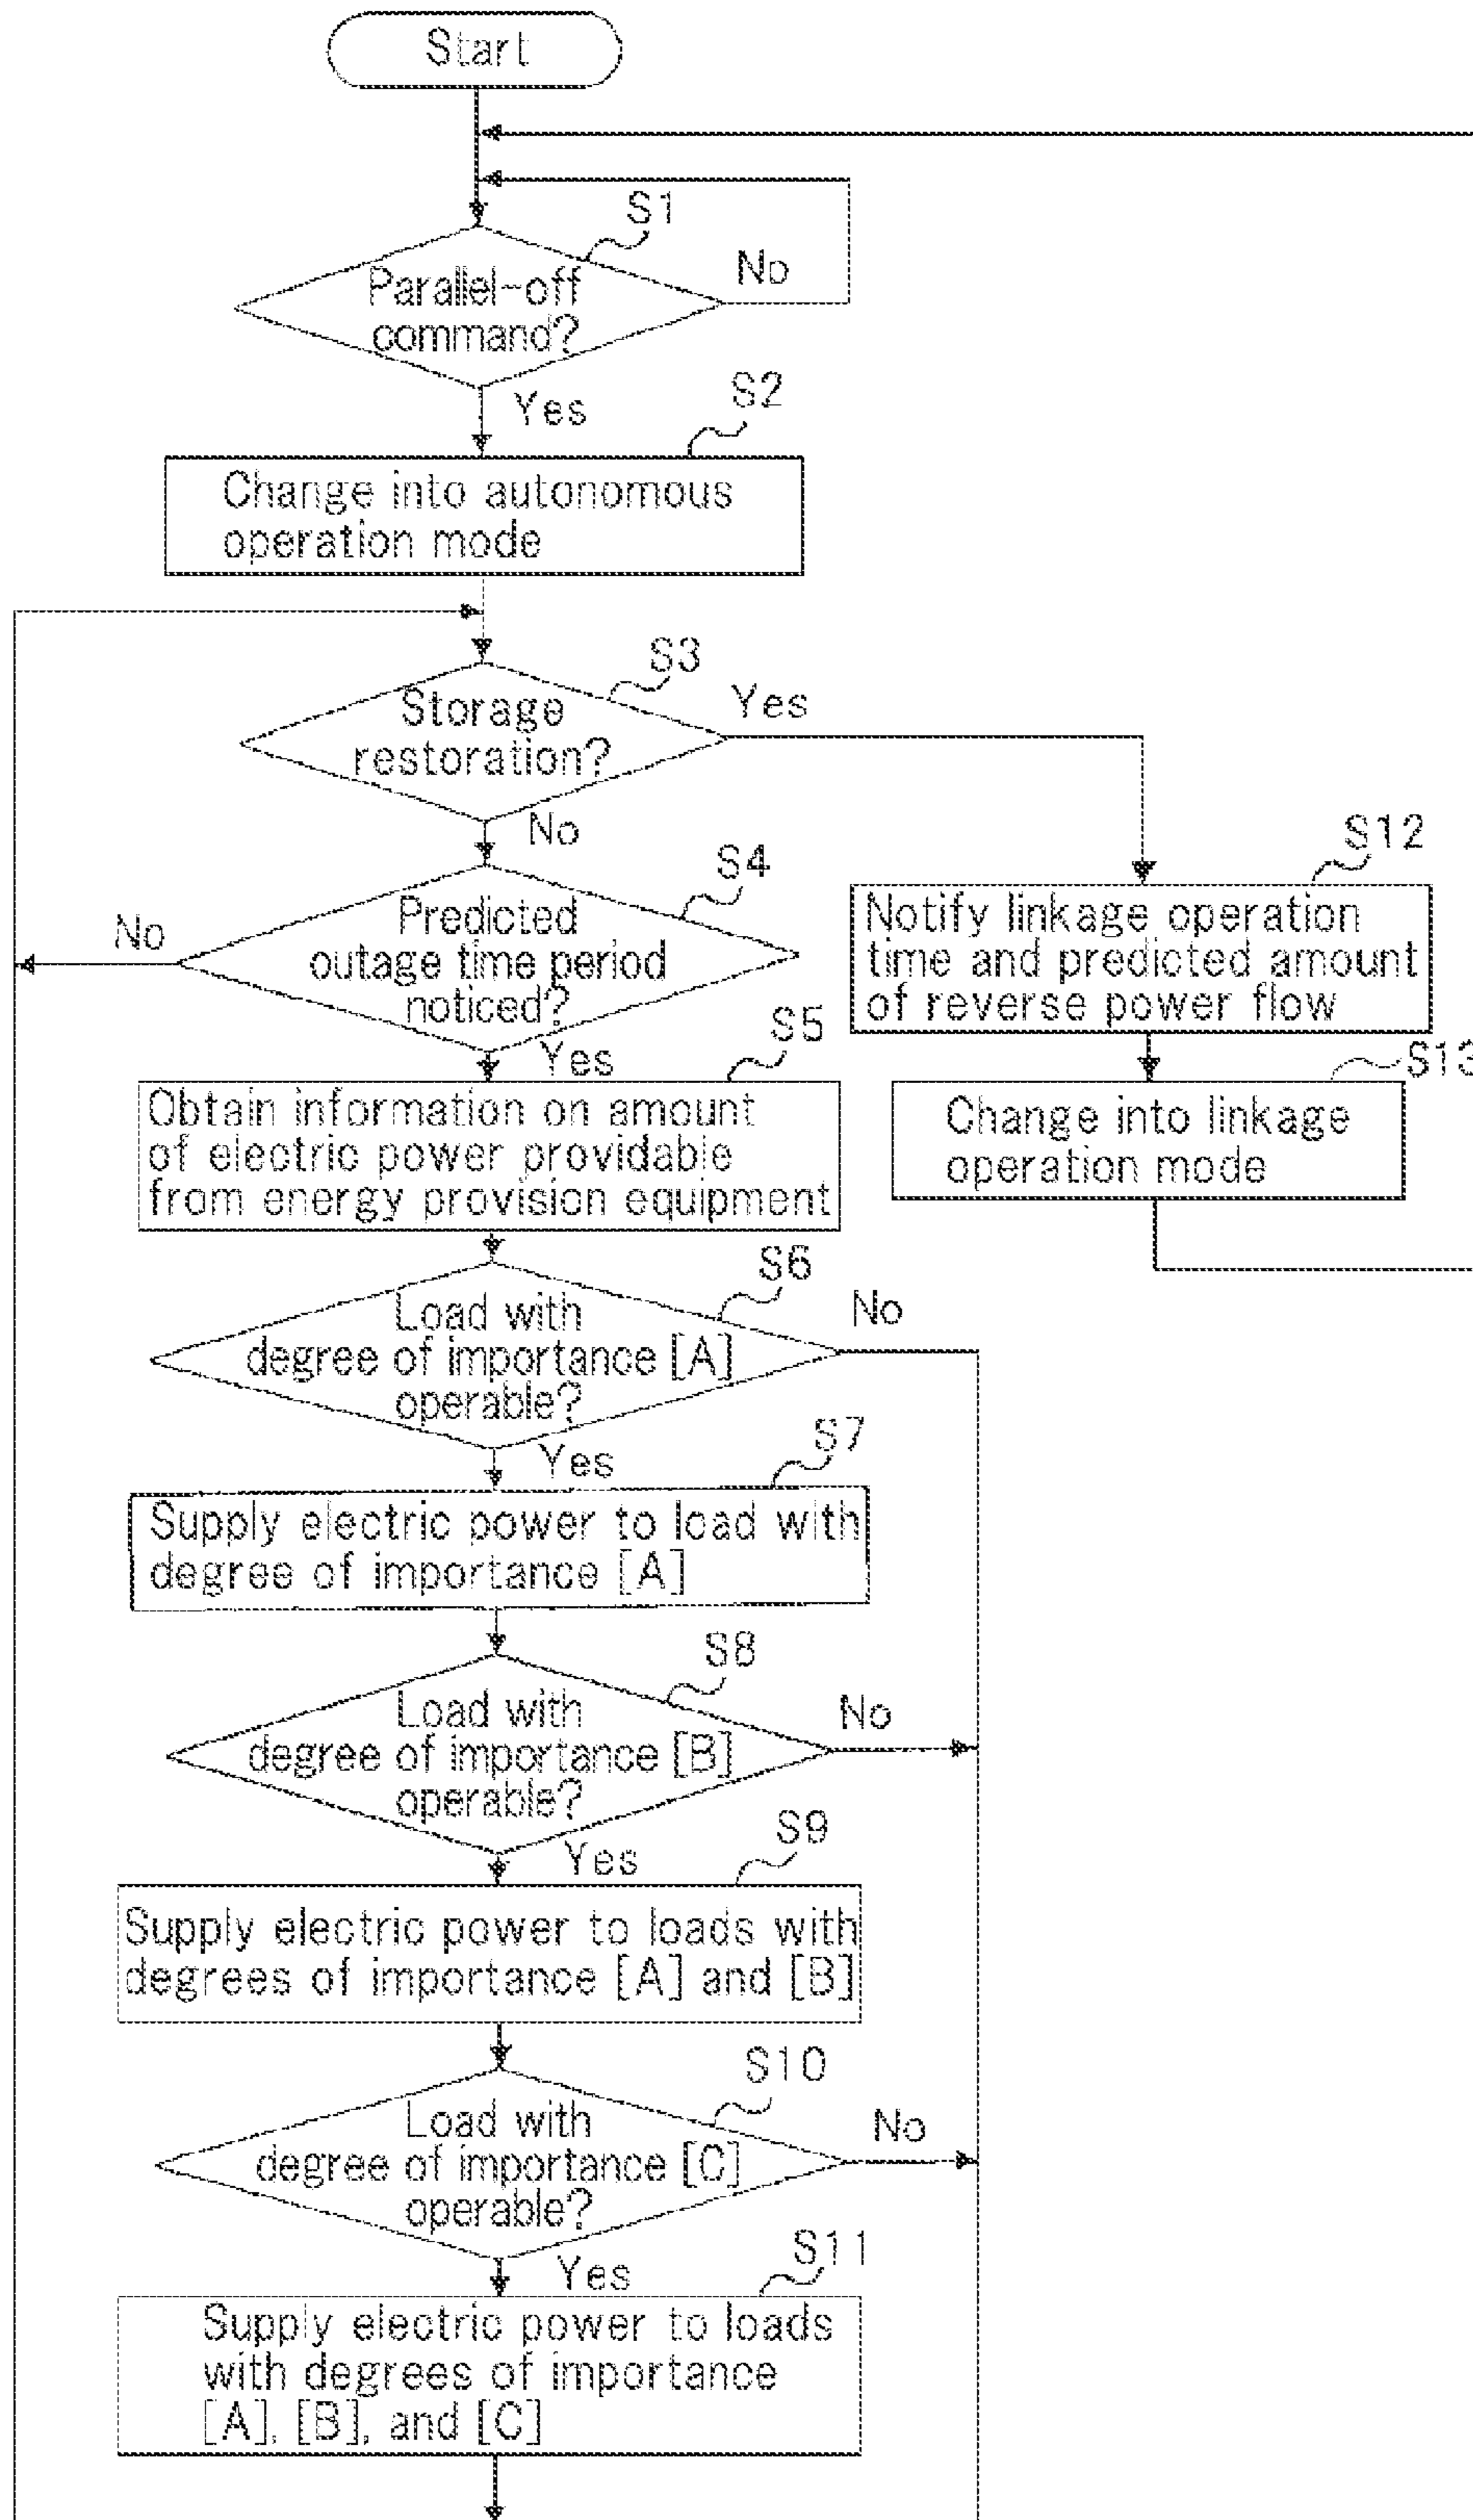 Start
S1
Parallel-off
command?
No
Yes
S2
Change into autonomous
operation mode
S3
Storage
restoration?
Yes
No
S4
Predicted
outage time period
noticed?
No
Yes
S12
Notify linkage operation
time and predicted amount
of reverse power flow
S13
Change into linkage
operation mode
S5
Obtain information on amount
of electric power providable
from energy provision equipment
S6
Load with
degree of importance [A]
operable?
No
Yes
S7
Supply electric power to load with
degree of importance [A]
S8
Load with
degree of importance [B]
operable?
No
Yes
S9
Supply electric power to loads with
degrees of importance [A] and [B]
S10
Load with
degree of importance [C]
operable?
No
Yes
S11
Supply electric power to loads
with degrees of importance
[A], [B], and [C]